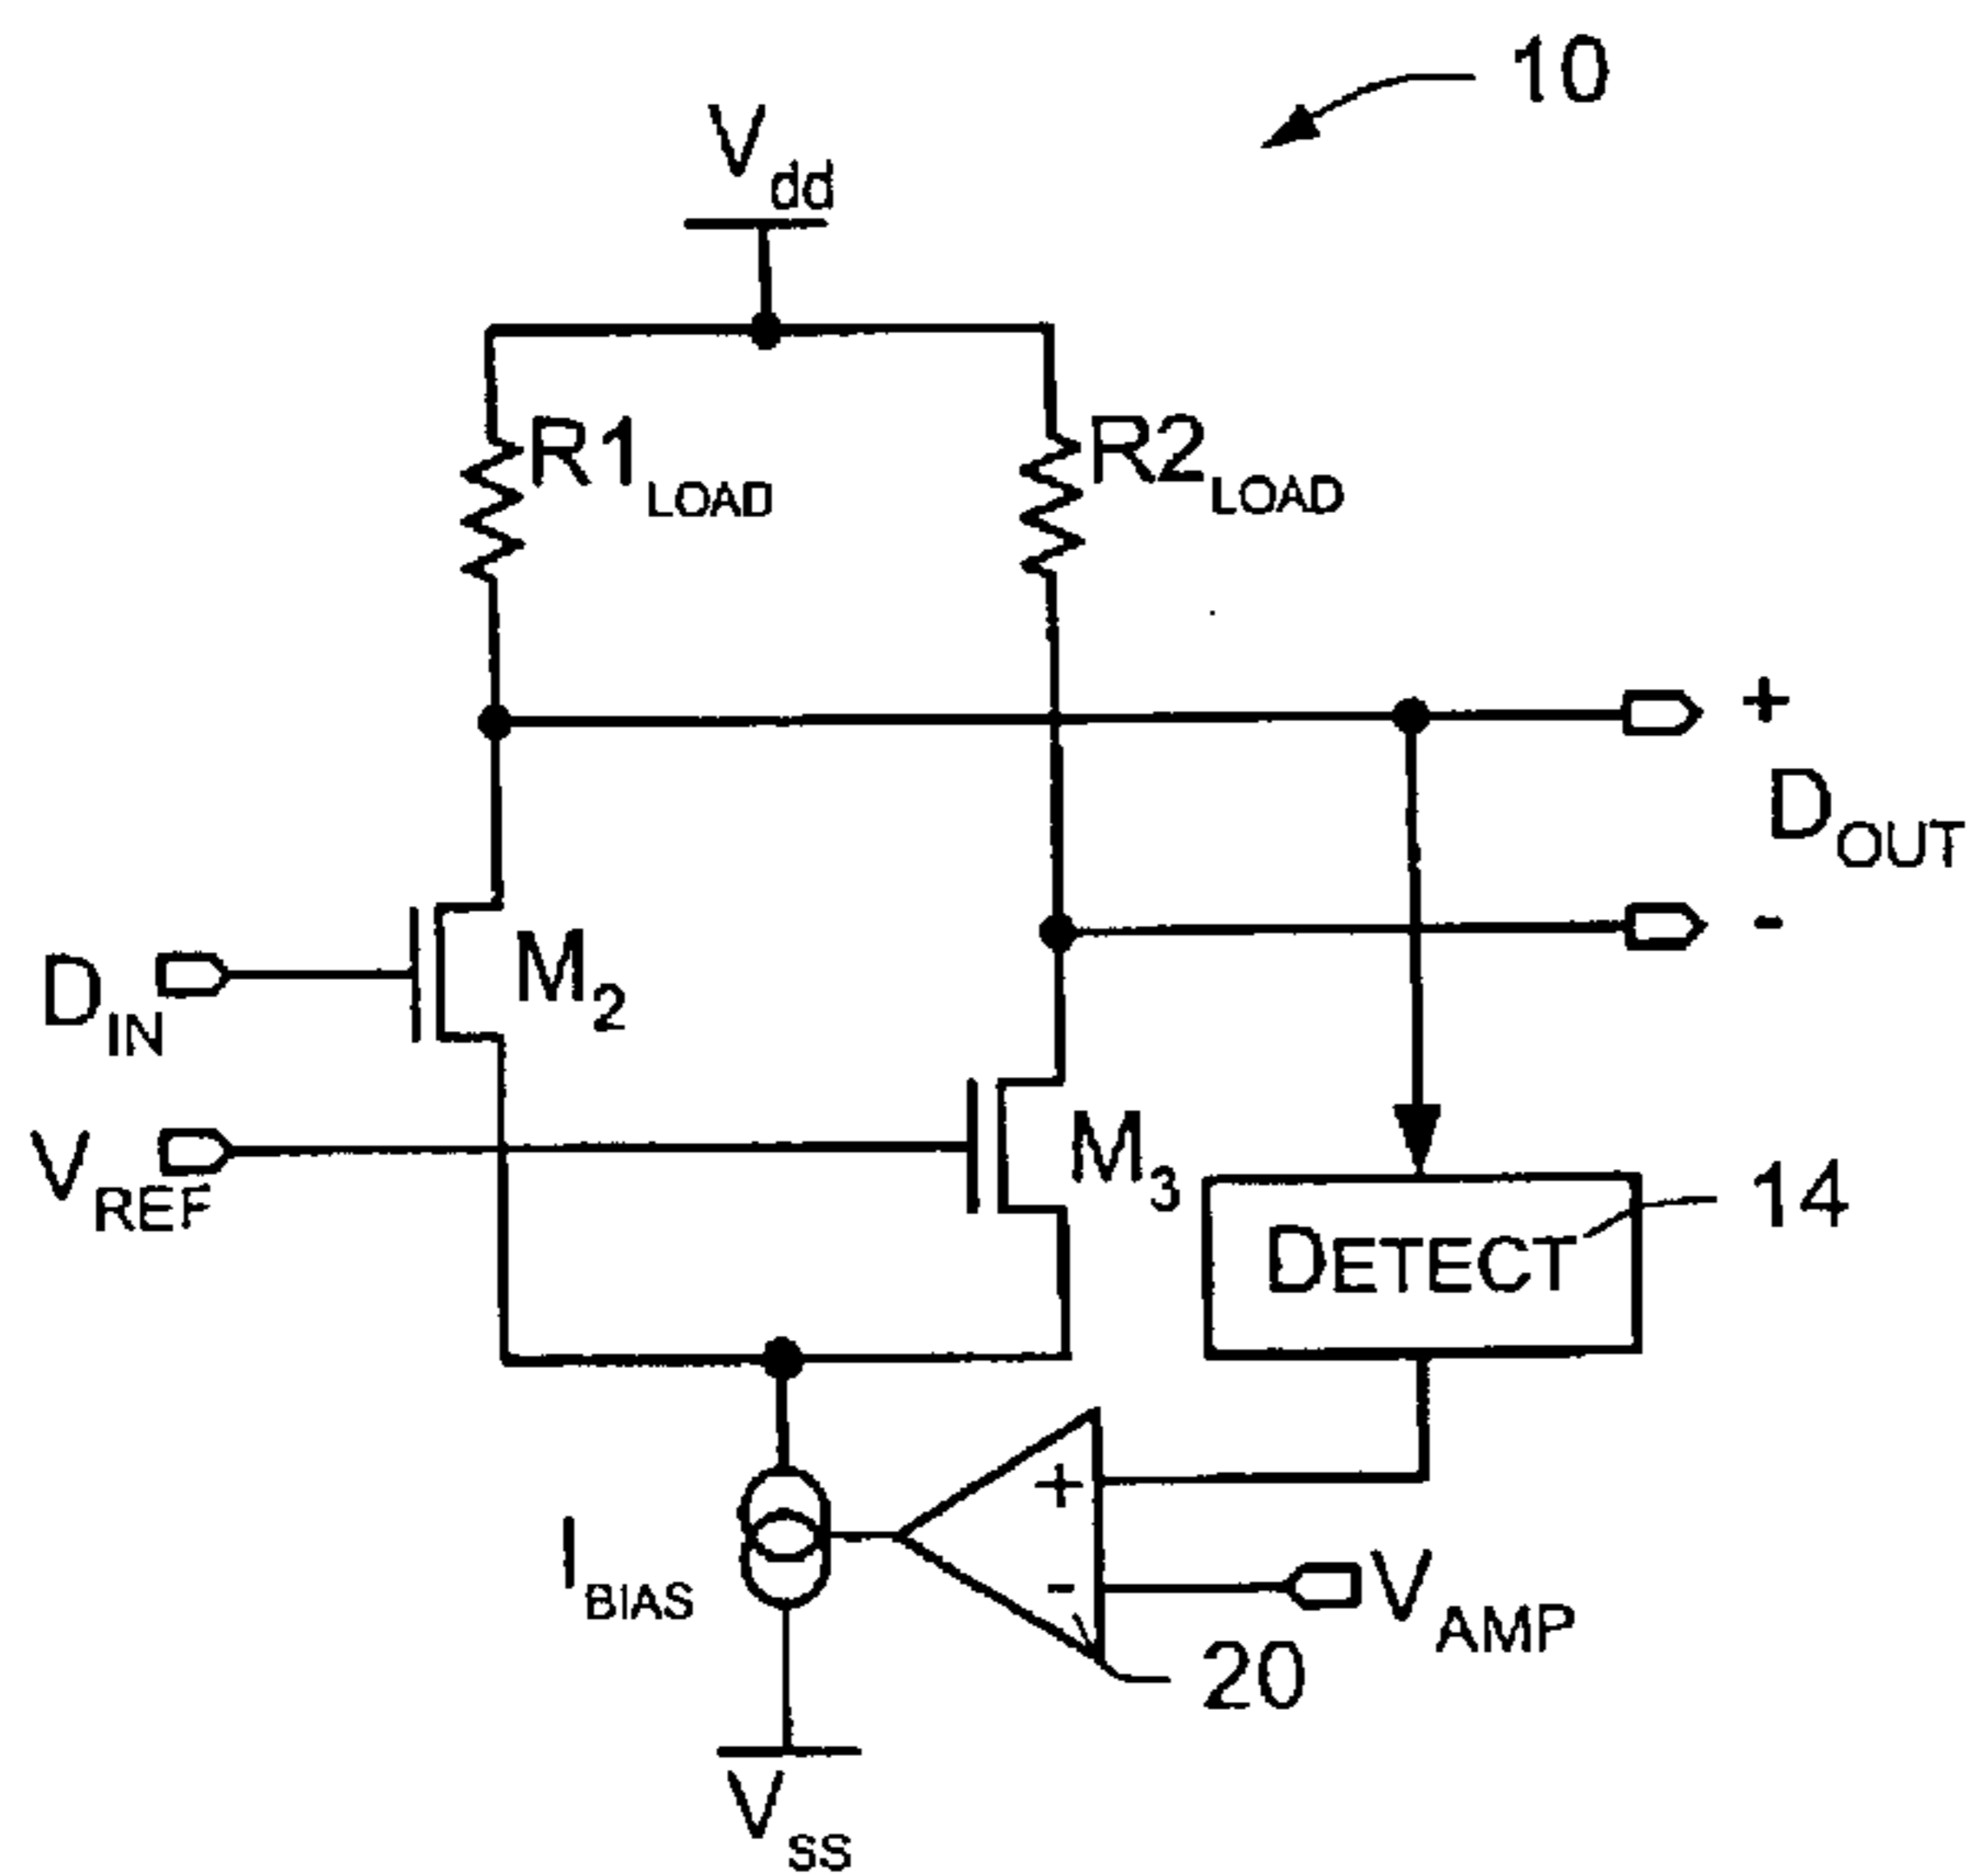 10
Vdd
R1LOAD
R2LOAD
+
DOUT
-
DIN
M2
VREF
M3
DETECT
14
+
-
IBIAS
VAMP
20
VSS